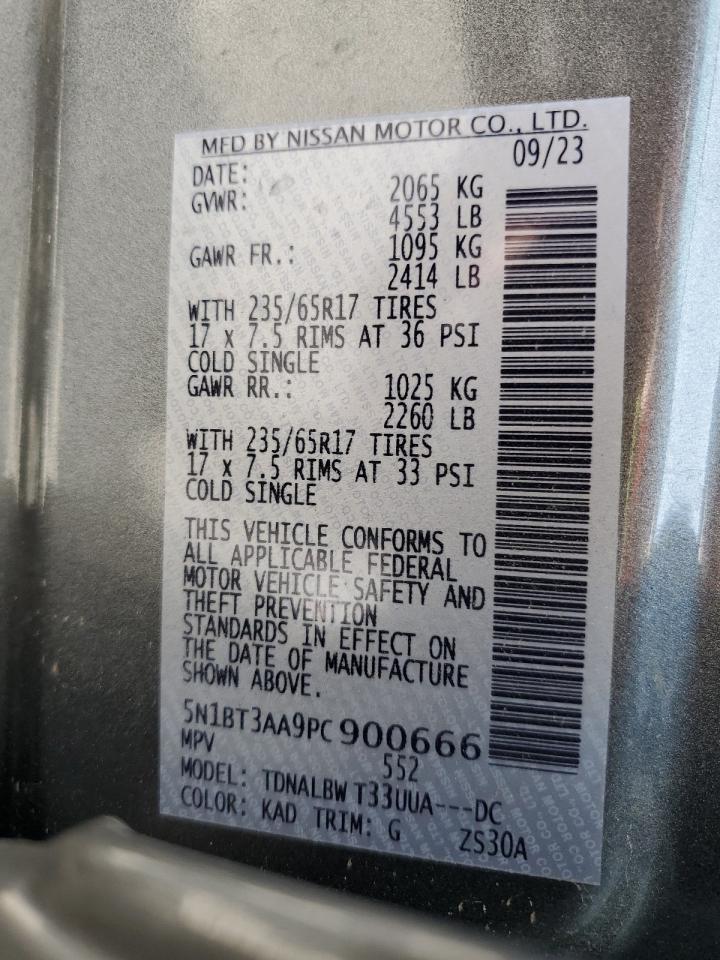 MFD BY NISSAN MOTOR CO., LTD.
DATE: 09/23
GVWR: 2065 KG
4553 LB
GAWR FR.: 1095 KG
2414 LB
WITH 235/65R17 TIRES
17 x 7.5 RIMS AT 36 PSI
COLD SINGLE
GAWR RR.: 1025 KG
2260 LB
WITH 235/65R17 TIRES
17 x 7.5 RIMS AT 33 PSI
COLD SINGLE
THIS VEHICLE CONFORMS TO
ALL APPLICABLE FEDERAL
MOTOR VEHICLE SAFETY AND
THEFT PREVENTION
STANDARDS IN EFFECT ON
THE DATE OF MANUFACTURE
SHOWN ABOVE.
5N1BT3AA9PC900666
MPV 552
MODEL: TDNALBW T33UUA---DC
COLOR: KAD TRIM: G ZS30A